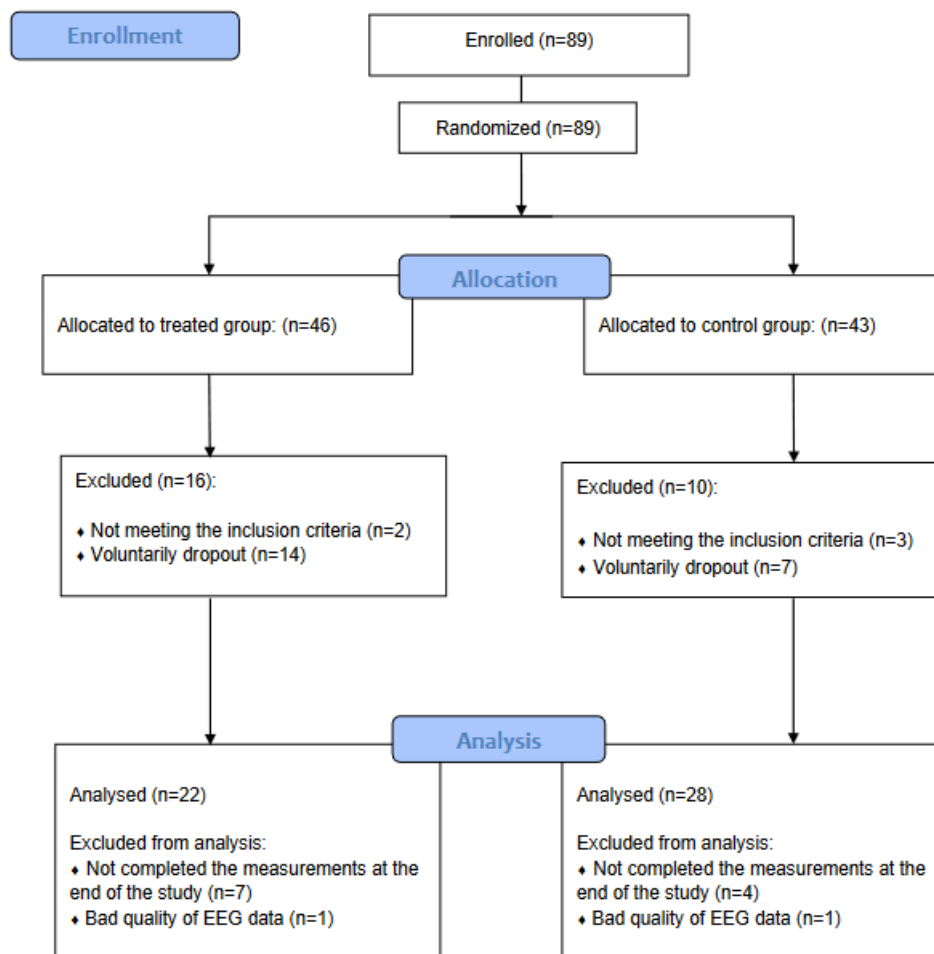 Enrollment
Enrolled (n=89)
Randomized (n=89)
Allocation
Allocated to treated group: (n=46)
Allocated to control group: (n=43)
Excluded (n=16):
♦ Not meeting the inclusion criteria (n=2)
♦ Voluntarily dropout (n=14)
Excluded (n=10):
♦ Not meeting the inclusion criteria (n=3)
♦ Voluntarily dropout (n=7)
Analysis
Analysed (n=22)
Excluded from analysis:
♦ Not completed the measurements at the
end of the study (n=7)
♦ Bad quality of EEG data (n=1)
Analysed (n=28)
Excluded from analysis:
♦ Not completed the measurements at the
end of the study (n=4)
♦ Bad quality of EEG data (n=1)